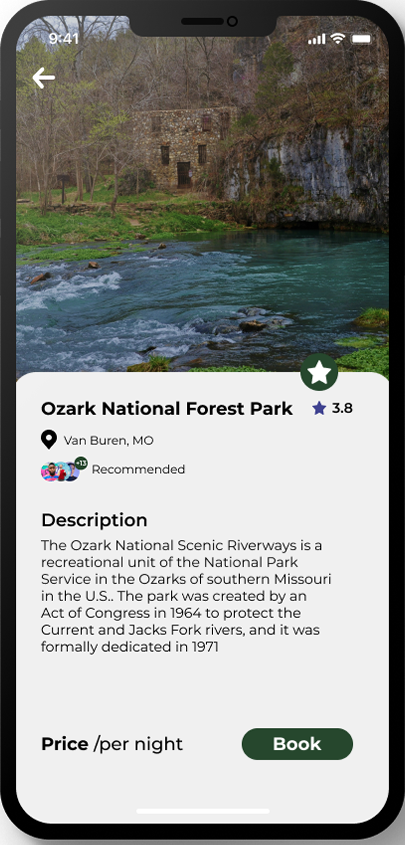 9:41
Ozark National Forest Park
3.8
Van Buren, MO
+13
Recommended
Description
The Ozark National Scenic Riverways is a
recreational unit of the National Park
Service in the Ozarks of southern Missouri
in the U.S.. The park was created by an
Act of Congress in 1964 to protect the
Current and Jacks Fork rivers, and it was
formally dedicated in 1971
Price /per night
Book